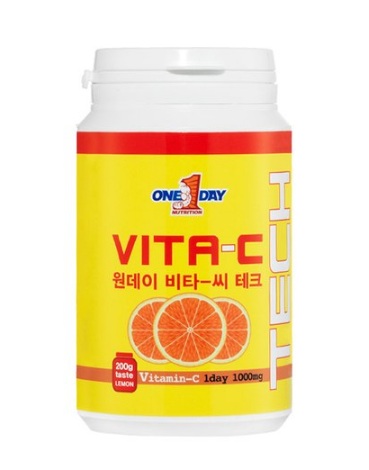 ONE 1 DAY
NUTRITION
VITA-C
원데이 비타-씨 테크
TECH
200g
taste
LEMON
Vitamin-C 1day 1000mg